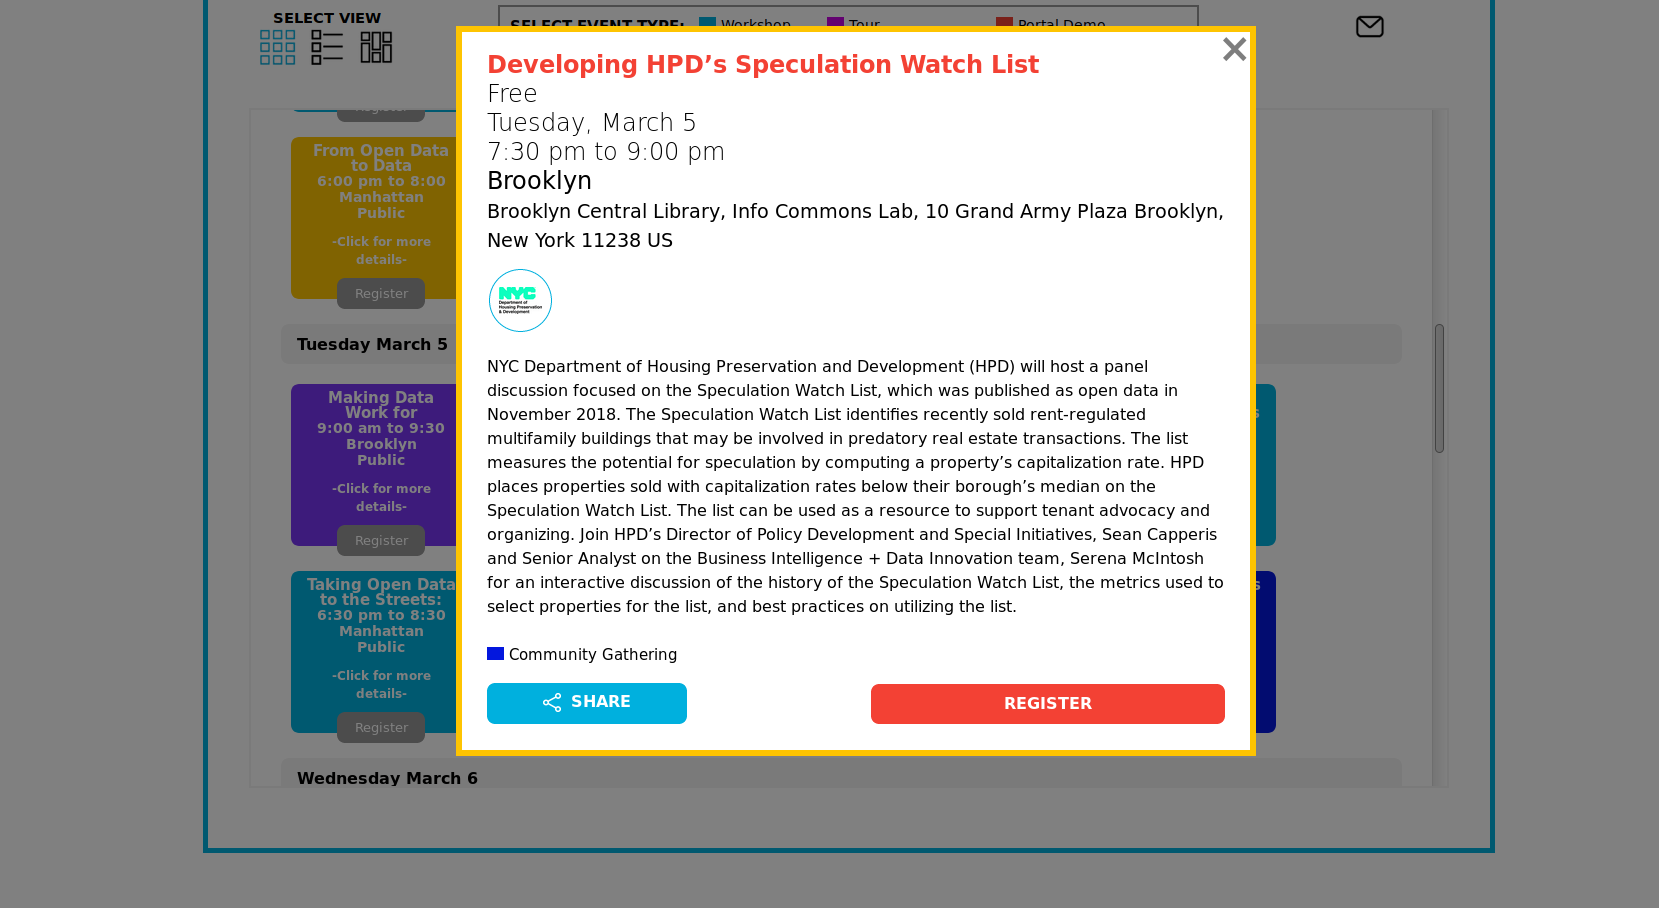 SELECT VIEW
SELECT EVENT TYPE:
Workshop
Tour
Portal Demo
Register
From Open Data
to Data
6:00 pm to 8:00
Manhattan
Public
-Click for more
details-
Register
Tuesday March 5
Making Data
Work for
9:00 am to 9:30
Brooklyn
Public
-Click for more
details-
Register
Taking Open Data
to the Streets:
6:30 pm to 8:30
Manhattan
Public
-Click for more
details-
Register
Wednesday March 6
Developing HPD’s Speculation Watch List
Free
Tuesday, March 5
7:30 pm to 9:00 pm
Brooklyn
Brooklyn Central Library, Info Commons Lab, 10 Grand Army Plaza Brooklyn,
New York 11238 US
NYC
Department of
Housing Preservation
& Development
NYC Department of Housing Preservation and Development (HPD) will host a panel
discussion focused on the Speculation Watch List, which was published as open data in
November 2018. The Speculation Watch List identifies recently sold rent-regulated
multifamily buildings that may be involved in predatory real estate transactions. The list
measures the potential for speculation by computing a property’s capitalization rate. HPD
places properties sold with capitalization rates below their borough’s median on the
Speculation Watch List. The list can be used as a resource to support tenant advocacy and
organizing. Join HPD’s Director of Policy Development and Special Initiatives, Sean Capperis
and Senior Analyst on the Business Intelligence + Data Innovation team, Serena McIntosh
for an interactive discussion of the history of the Speculation Watch List, the metrics used to
select properties for the list, and best practices on utilizing the list.
Community Gathering
SHARE
REGISTER